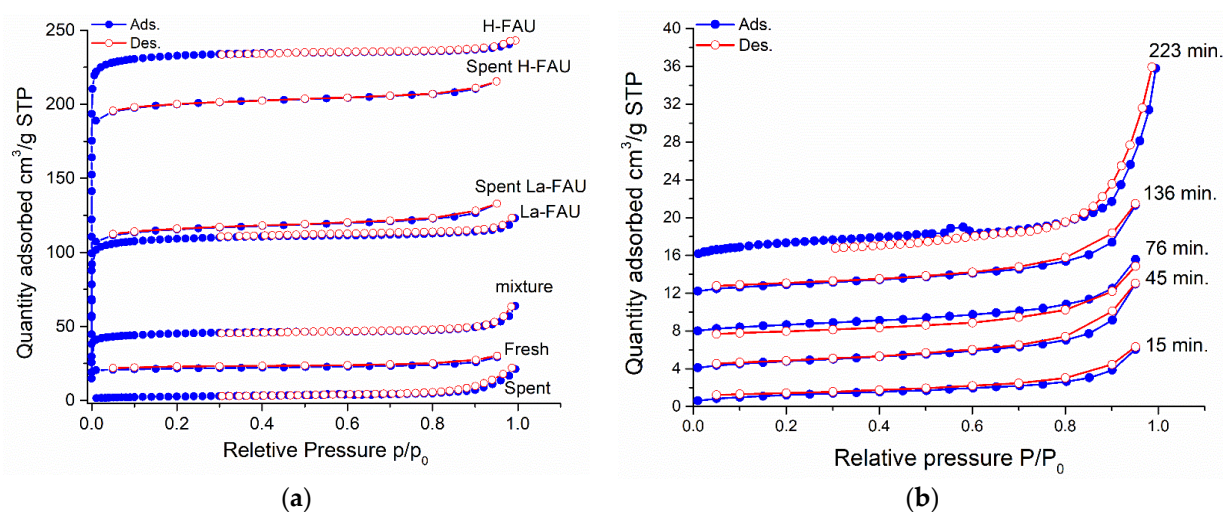 Ads.
Des.
H-FAU
Spent H-FAU
Spent La-FAU
La-FAU
mixture
Fresh
Spent
Quantity adsorbed cm³/g STP
250
200
150
100
50
0
0.0 0.2 0.4 0.6 0.8 1.0
Reletive Pressure p/p₀
(a)
Ads.
Des.
223 min.
136 min.
76 min.
45 min.
15 min.
Quantity adsorbed cm³/g STP
40
36
32
28
24
20
16
12
8
4
0
0.0 0.2 0.4 0.6 0.8 1.0
Relative pressure P/P₀
(b)